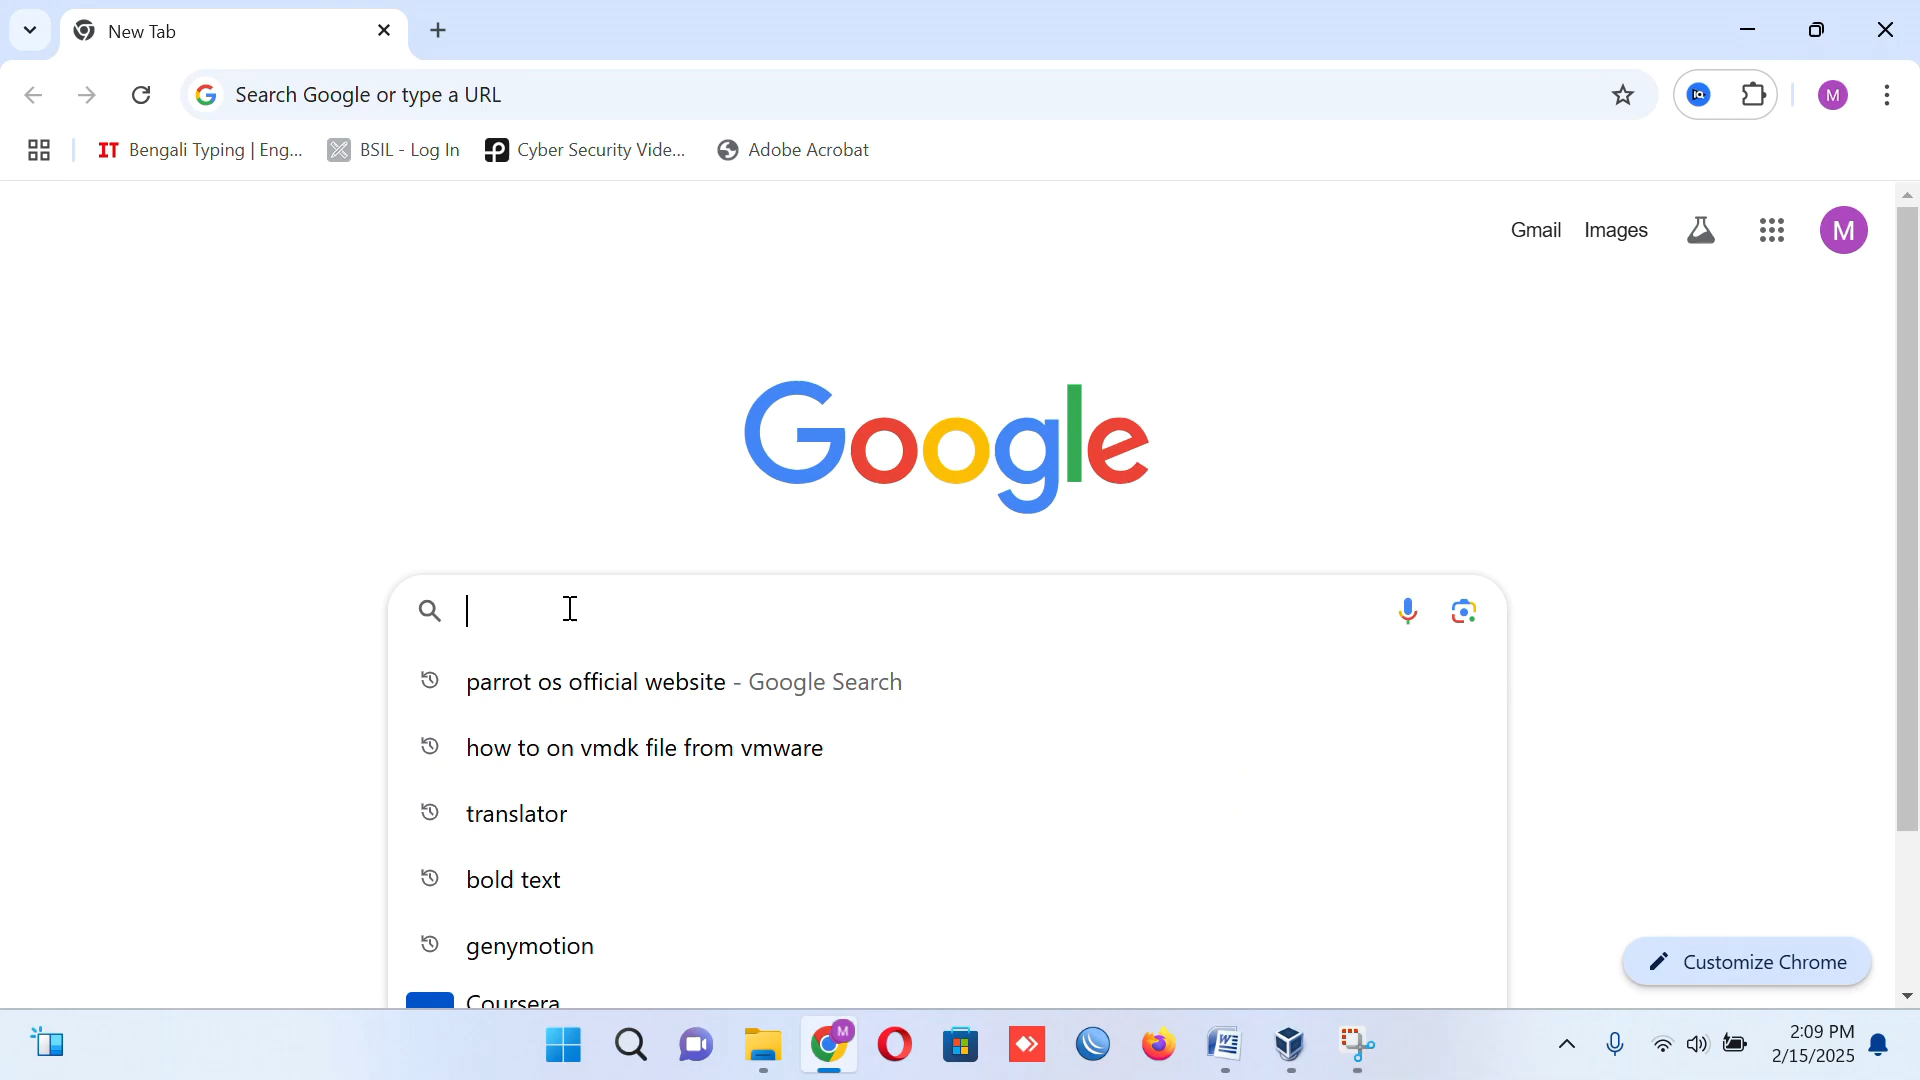 New Tab
Search Google or type a URL
M
Bengali Typing | Eng...
BSIL - Log In
Cyber Security Vide...
Adobe Acrobat
Gmail
Images
M
Google
parrot os official website - Google Search
how to on vmdk file from vmware
translator
bold text
genymotion
Coursera
Customize Chrome
M
2:09 PM
2/15/2025